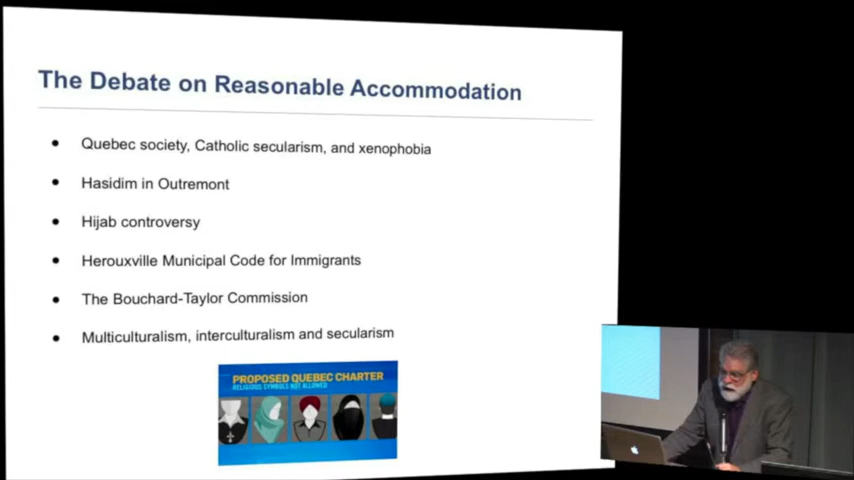 The Debate on Reasonable Accommodation
Quebec society, Catholic secularism, and xenophobia
Hasidim in Outremont
Hijab controversy
Herouxville Municipal Code for Immigrants
The Bouchard-Taylor Commission
Multiculturalism, interculturalism and secularism
PROPOSED QUEBEC CHARTER
RELIGIOUS SYMBOLS NOT ALLOWED